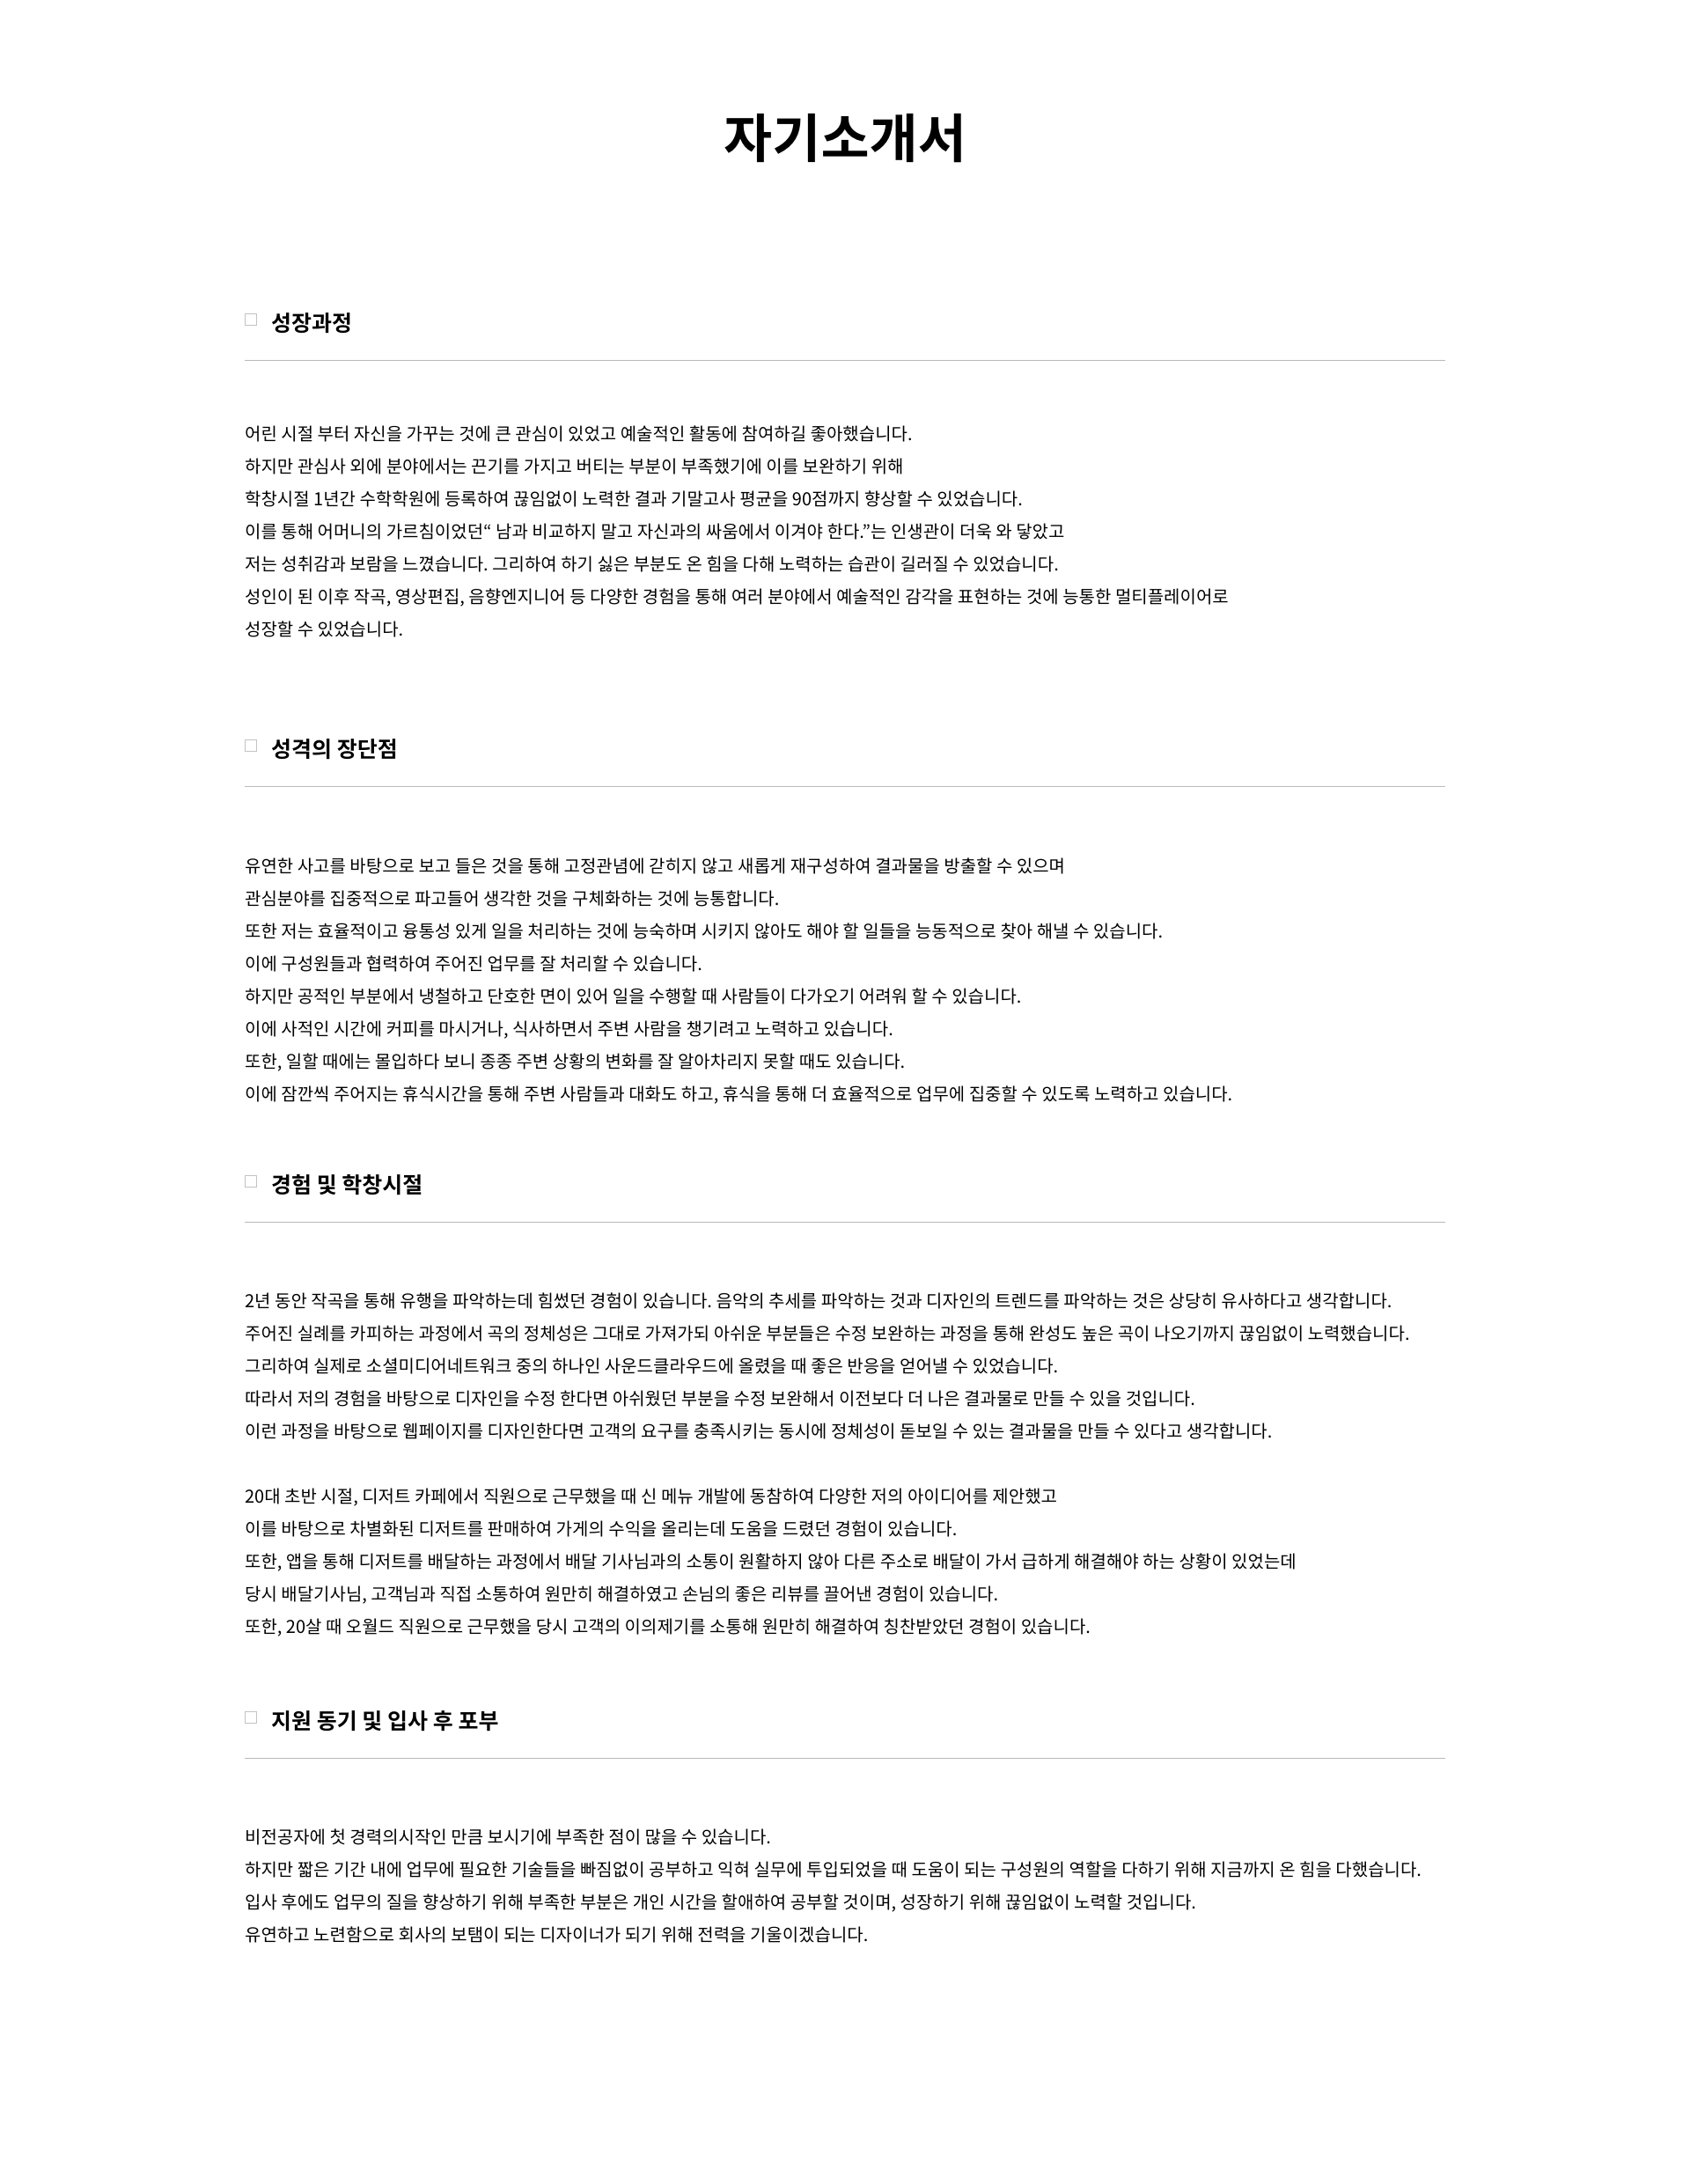 자기소개서
□ 성장과정
어린 시절 부터 자신을 가꾸는 것에 큰 관심이 있었고 예술적인 활동에 참여하길 좋아했습니다.
하지만 관심사 외에 분야에서는 끈기를 가지고 버티는 부분이 부족했기에 이를 보완하기 위해
학창시절 1년간 수학학원에 등록하여 끊임없이 노력한 결과 기말고사 평균을 90점까지 향상할 수 있었습니다.
이를 통해 어머니의 가르침이었던“ 남과 비교하지 말고 자신과의 싸움에서 이겨야 한다.”는 인생관이 더욱 와 닿았고
저는 성취감과 보람을 느꼈습니다. 그리하여 하기 싫은 부분도 온 힘을 다해 노력하는 습관이 길러질 수 있었습니다.
성인이 된 이후 작곡, 영상편집, 음향엔지니어 등 다양한 경험을 통해 여러 분야에서 예술적인 감각을 표현하는 것에 능통한 멀티플레이어로
성장할 수 있었습니다.
□ 성격의 장단점
유연한 사고를 바탕으로 보고 들은 것을 통해 고정관념에 갇히지 않고 새롭게 재구성하여 결과물을 방출할 수 있으며
관심분야를 집중적으로 파고들어 생각한 것을 구체화하는 것에 능통합니다.
또한 저는 효율적이고 융통성 있게 일을 처리하는 것에 능숙하며 시키지 않아도 해야 할 일들을 능동적으로 찾아 해낼 수 있습니다.
이에 구성원들과 협력하여 주어진 업무를 잘 처리할 수 있습니다.
하지만 공적인 부분에서 냉철하고 단호한 면이 있어 일을 수행할 때 사람들이 다가오기 어려워 할 수 있습니다.
이에 사적인 시간에 커피를 마시거나, 식사하면서 주변 사람을 챙기려고 노력하고 있습니다.
또한, 일할 때에는 몰입하다 보니 종종 주변 상황의 변화를 잘 알아차리지 못할 때도 있습니다.
이에 잠깐씩 주어지는 휴식시간을 통해 주변 사람들과 대화도 하고, 휴식을 통해 더 효율적으로 업무에 집중할 수 있도록 노력하고 있습니다.
□ 경험 및 학창시절
2년 동안 작곡을 통해 유행을 파악하는데 힘썼던 경험이 있습니다. 음악의 추세를 파악하는 것과 디자인의 트렌드를 파악하는 것은 상당히 유사하다고 생각합니다.
주어진 실례를 카피하는 과정에서 곡의 정체성은 그대로 가져가되 아쉬운 부분들은 수정 보완하는 과정을 통해 완성도 높은 곡이 나오기까지 끊임없이 노력했습니다.
그리하여 실제로 소셜미디어네트워크 중의 하나인 사운드클라우드에 올렸을 때 좋은 반응을 얻어낼 수 있었습니다.
따라서 저의 경험을 바탕으로 디자인을 수정 한다면 아쉬웠던 부분을 수정 보완해서 이전보다 더 나은 결과물로 만들 수 있을 것입니다.
이런 과정을 바탕으로 웹페이지를 디자인한다면 고객의 요구를 충족시키는 동시에 정체성이 돋보일 수 있는 결과물을 만들 수 있다고 생각합니다.
20대 초반 시절, 디저트 카페에서 직원으로 근무했을 때 신 메뉴 개발에 동참하여 다양한 저의 아이디어를 제안했고
이를 바탕으로 차별화된 디저트를 판매하여 가게의 수익을 올리는데 도움을 드렸던 경험이 있습니다.
또한, 앱을 통해 디저트를 배달하는 과정에서 배달 기사님과의 소통이 원활하지 않아 다른 주소로 배달이 가서 급하게 해결해야 하는 상황이 있었는데
당시 배달기사님, 고객님과 직접 소통하여 원만히 해결하였고 손님의 좋은 리뷰를 끌어낸 경험이 있습니다.
또한, 20살 때 오월드 직원으로 근무했을 당시 고객의 이의제기를 소통해 원만히 해결하여 칭찬받았던 경험이 있습니다.
□ 지원 동기 및 입사 후 포부
비전공자에 첫 경력의시작인 만큼 보시기에 부족한 점이 많을 수 있습니다.
하지만 짧은 기간 내에 업무에 필요한 기술들을 빠짐없이 공부하고 익혀 실무에 투입되었을 때 도움이 되는 구성원의 역할을 다하기 위해 지금까지 온 힘을 다했습니다.
입사 후에도 업무의 질을 향상하기 위해 부족한 부분은 개인 시간을 할애하여 공부할 것이며, 성장하기 위해 끊임없이 노력할 것입니다.
유연하고 노련함으로 회사의 보탬이 되는 디자이너가 되기 위해 전력을 기울이겠습니다.